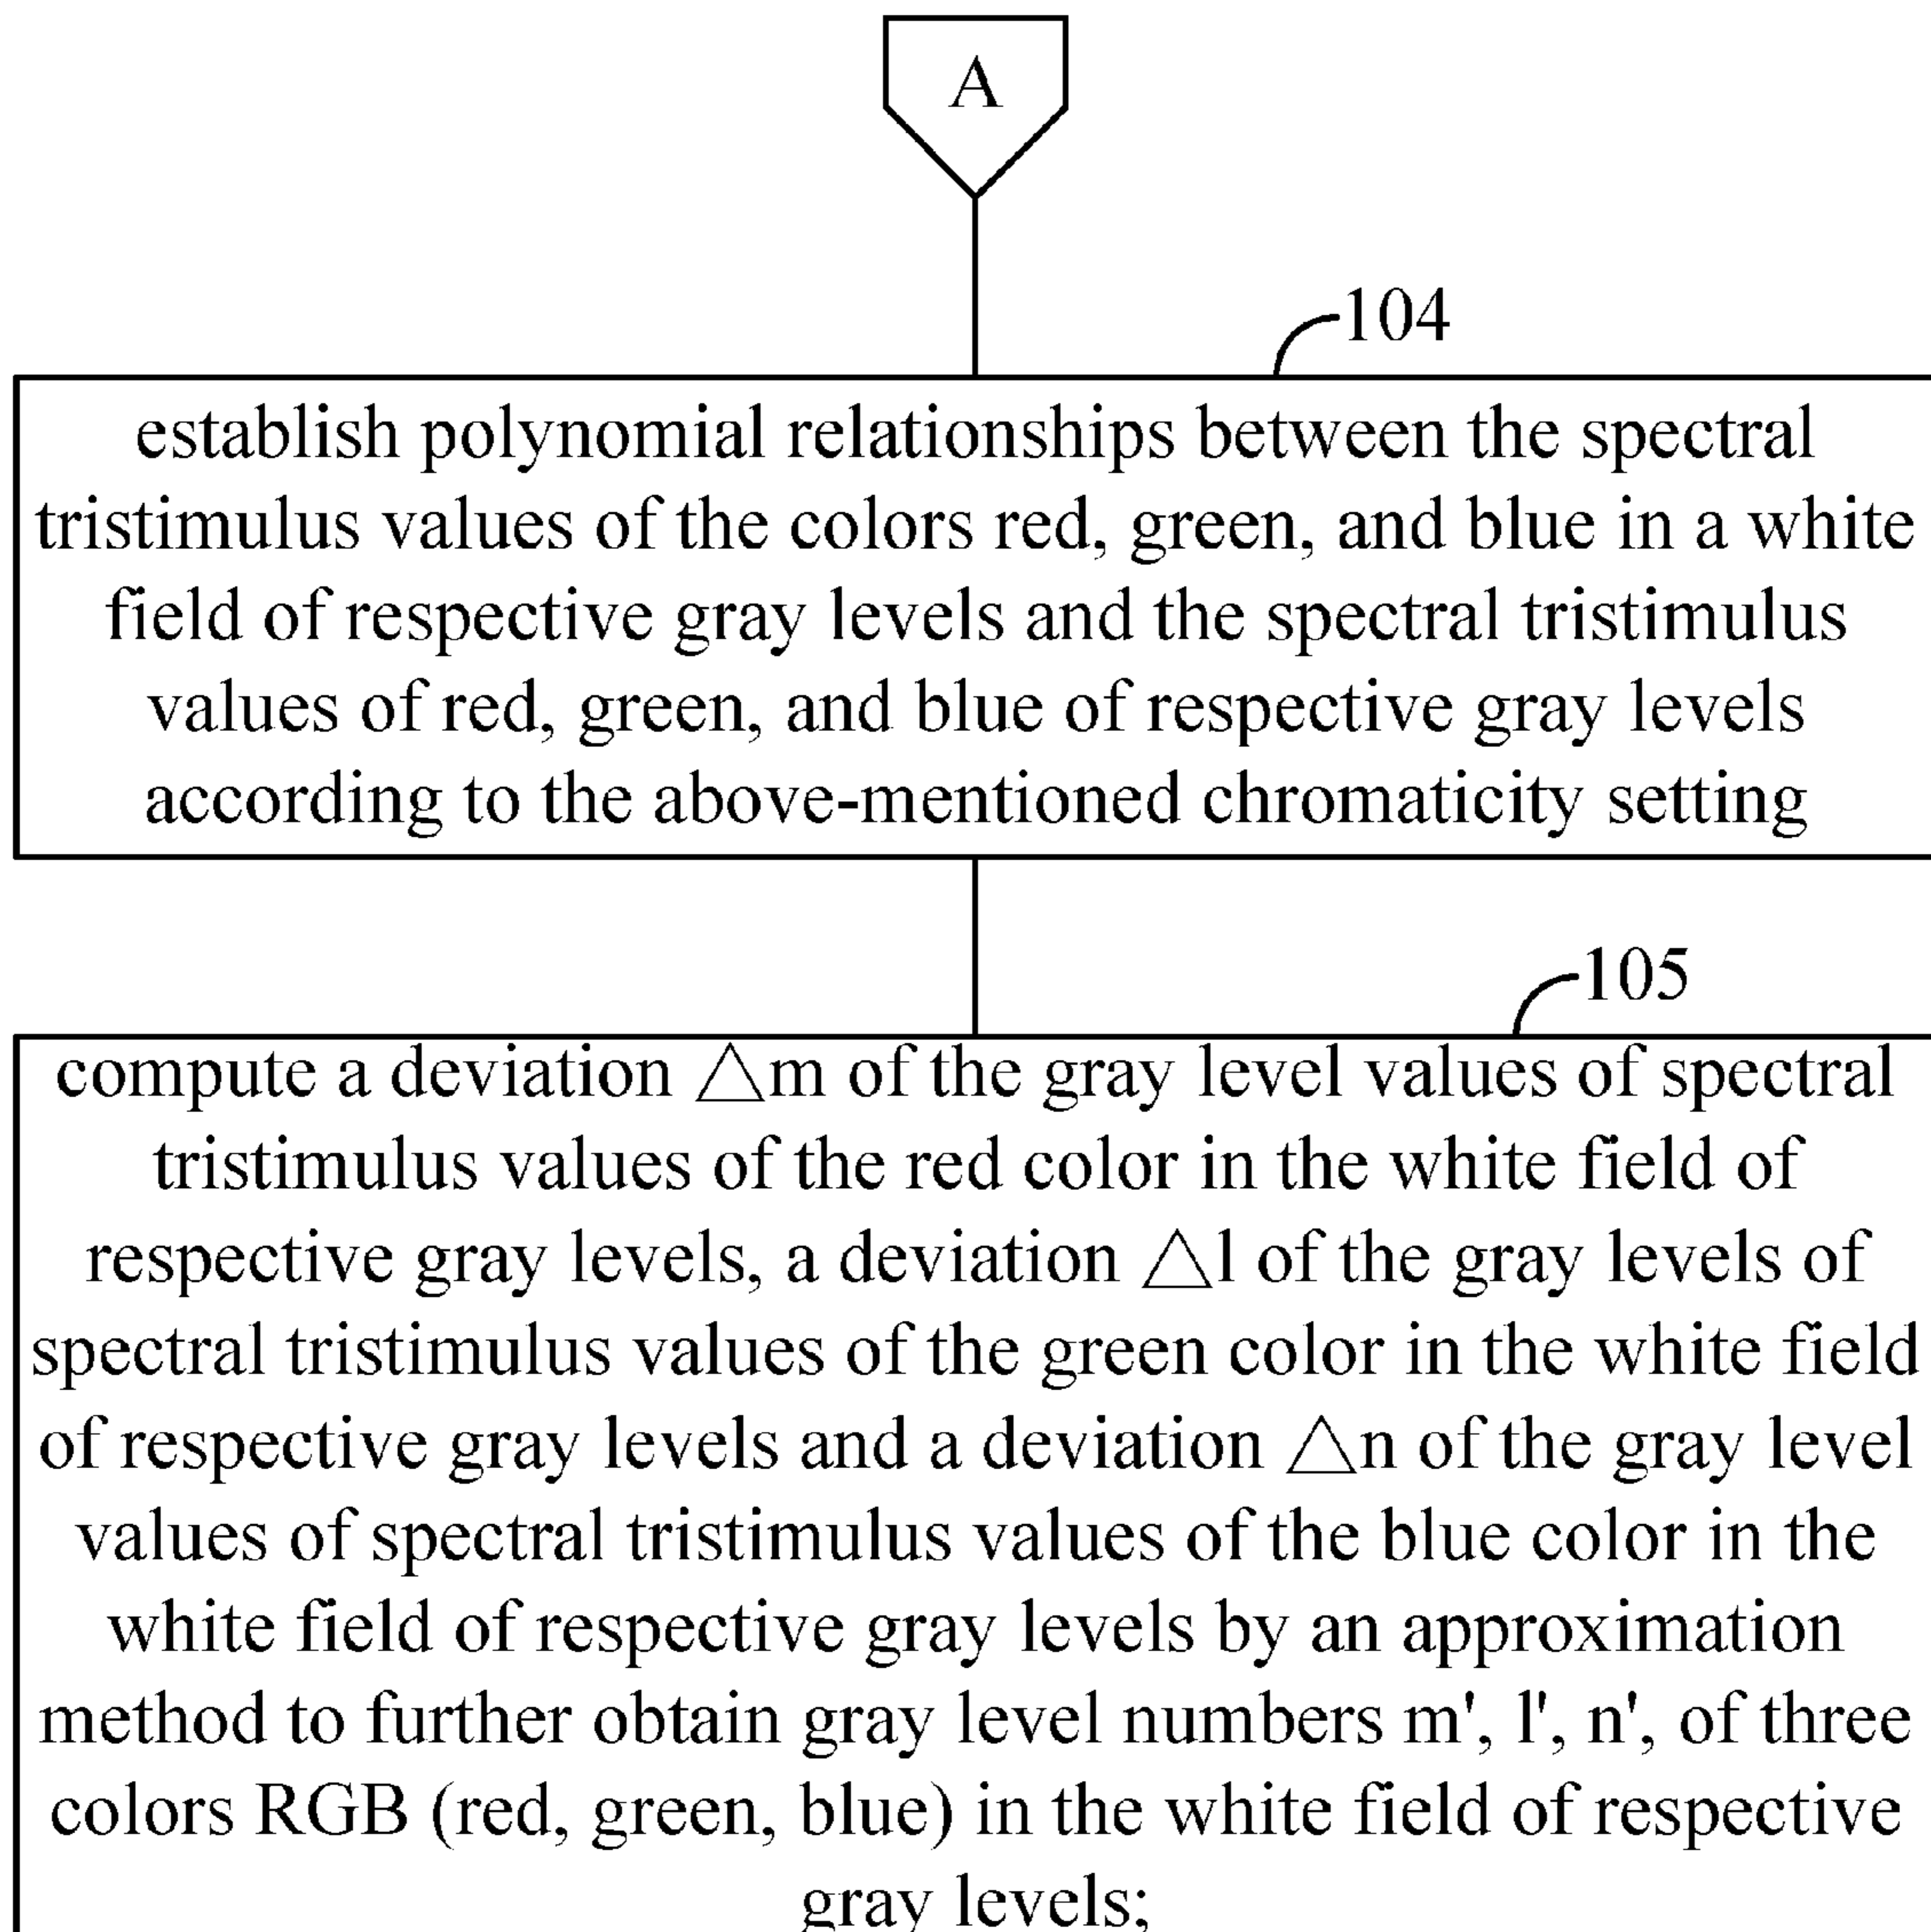 A
104
establish polynomial relationships between the spectral
tristimulus values of the colors red, green, and blue in a white
field of respective gray levels and the spectral tristimulus
values of red, green, and blue of respective gray levels
according to the above-mentioned chromaticity setting
105
compute a deviation △m of the gray level values of spectral
tristimulus values of the red color in the white field of
respective gray levels, a deviation △l of the gray levels of
spectral tristimulus values of the green color in the white field
of respective gray levels and a deviation △n of the gray level
values of spectral tristimulus values of the blue color in the
white field of respective gray levels by an approximation
method to further obtain gray level numbers m', l', n', of three
colors RGB (red, green, blue) in the white field of respective
gray levels;